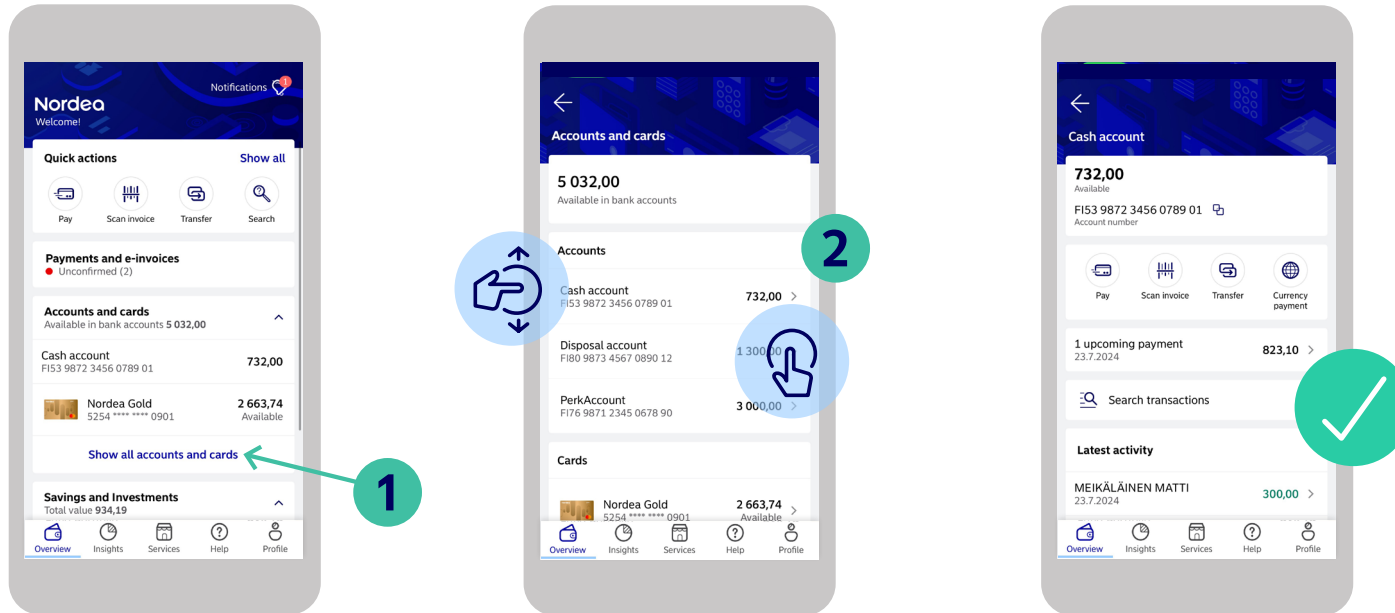 Notifications 1
Nordea
Welcome!
Quick actions Show all
Pay Scan invoice Transfer Search
Payments and e-invoices
Unconfirmed (2)
Accounts and cards
Available in bank accounts 5 032,00
Cash account
FI53 9872 3456 0789 01 732,00
Nordea Gold 2 663,74
5254 **** **** 0901 Available
Show all accounts and cards
1
Savings and Investments
Total value 934,19
Overview Insights Services Help Profile
Accounts and cards
5 032,00
Available in bank accounts
2
Accounts
Cash account
FI53 9872 3456 0789 01 732,00
Disposal account
FI80 9873 4567 0890 12 1 300,00
PerkAccount
FI76 9871 2345 0678 90 3 000,00
Cards
Nordea Gold 2 663,74
5254 **** **** 0901 Available
Overview Insights Services Help Profile
Cash account
732,00
Available
FI53 9872 3456 0789 01
Account number
Pay Scan invoice Transfer Currency
payment
1 upcoming payment
23.7.2024 823,10
Search transactions
Latest activity
MEIKÄLÄINEN MATTI
23.7.2024 300,00
Overview Insights Services Help Profile